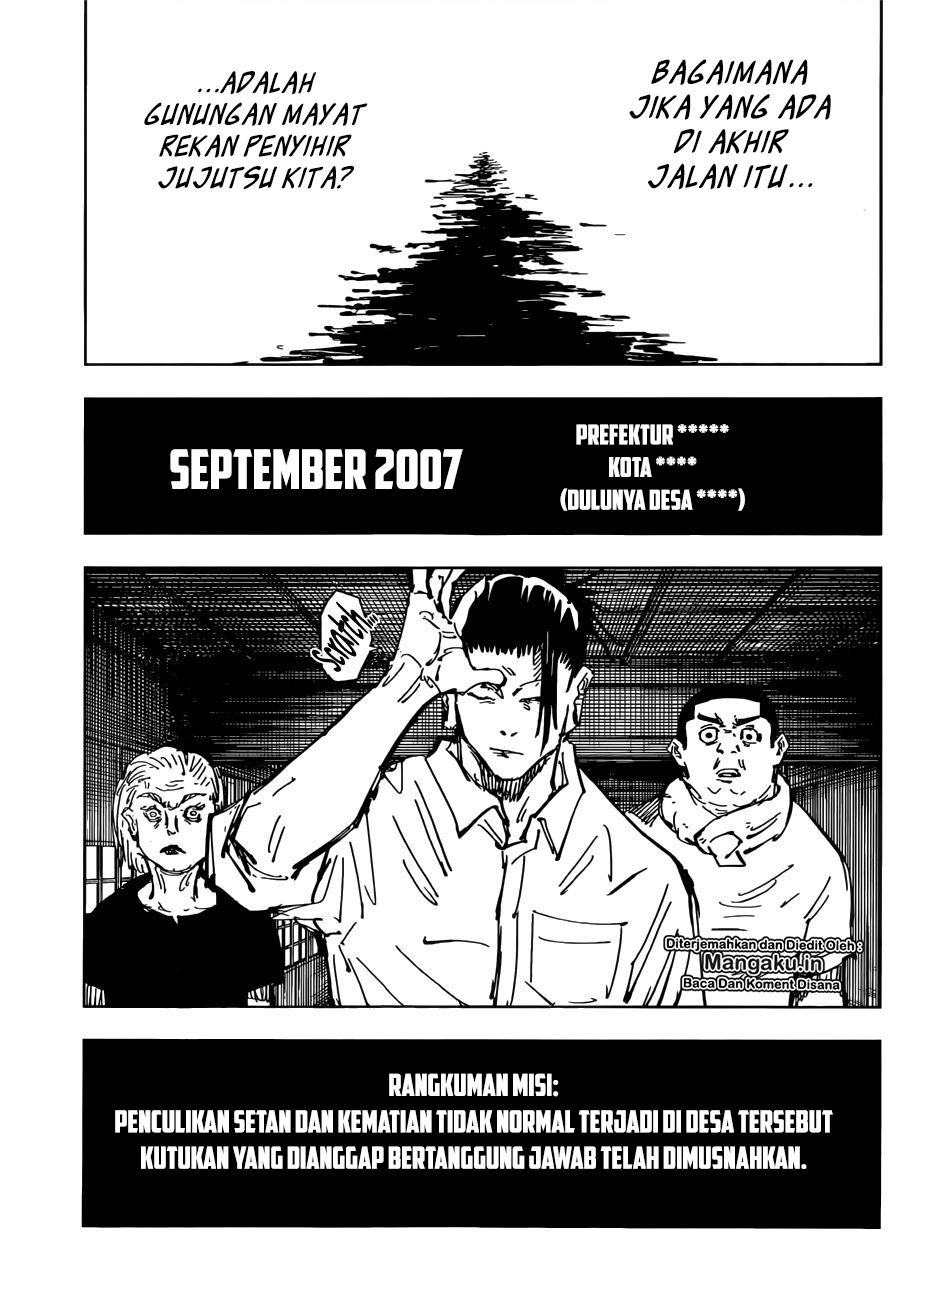 BAGAIMANA
JIKA YANG ADA
DI AKHIR
JALAN ITU...
...ADALAH
GUNUNGAN MAYAT
REKAN PENYIHIR
JUJUTSU KITA?
SEPTEMBER 2007
PREFEKTUR *****
KOTA ****
(DULUNYA DESA ****)
Scratch...
Diterjemahkan dan Diedit Oleh :
Mangaku.in
Baca Dan Koment Disana
RANGKUMAN MISI:
PENCULIKAN SETAN DAN KEMATIAN TIDAK NORMAL TERJADI DI DESA TERSEBUT
KUTUKAN YANG DIANGGAP BERTANGGUNG JAWAB TELAH DIMUSNAHKAN.